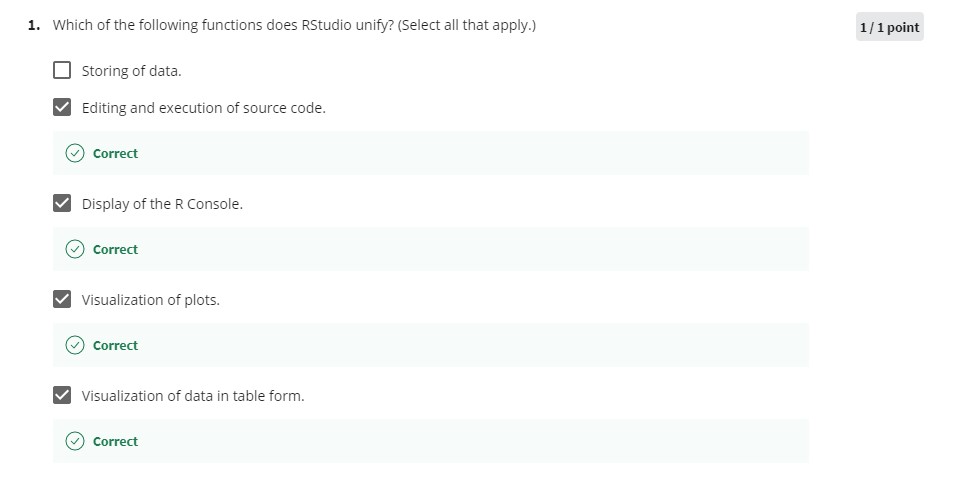 1. Which of the following functions does RStudio unify? (Select all that apply.)
1 / 1 point
Storing of data.
Editing and execution of source code.
Correct
Display of the R Console.
Correct
Visualization of plots.
Correct
Visualization of data in table form.
Correct